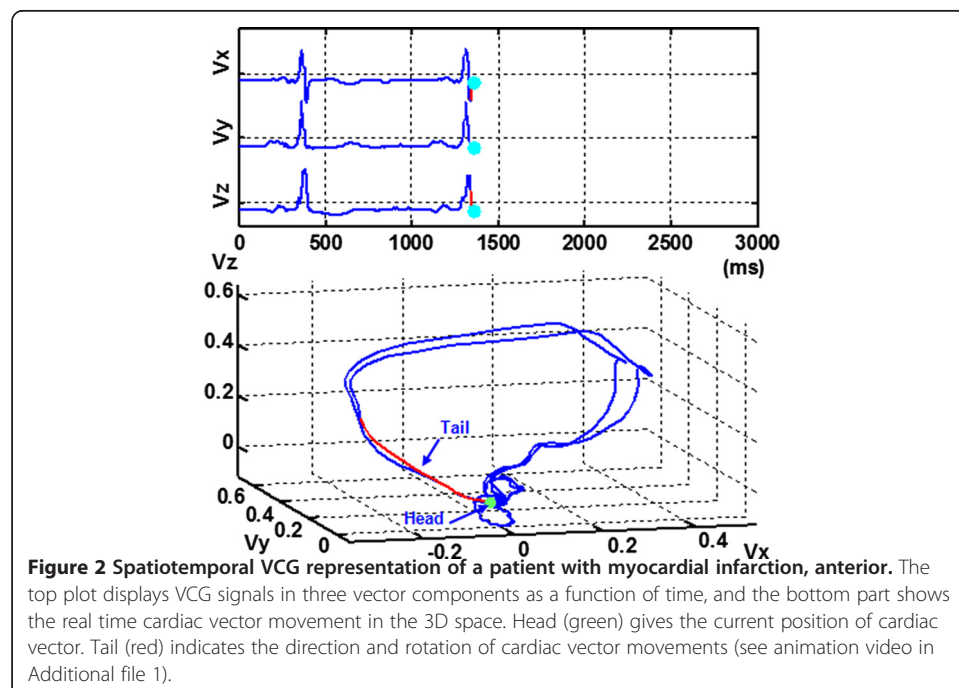 Vx
Vy
Vz
0 500 1000 1500 2000 2500 3000
(ms)
Vz
0.6
0.4
0.2
0
Tail
Head
0.6
0.4
0.2
0
Vy
-0.2 0 0.2 0.4
Vx
Figure 2 Spatiotemporal VCG representation of a patient with myocardial infarction, anterior. The
top plot displays VCG signals in three vector components as a function of time, and the bottom part shows
the real time cardiac vector movement in the 3D space. Head (green) gives the current position of cardiac
vector. Tail (red) indicates the direction and rotation of cardiac vector movements (see animation video in
Additional file 1).